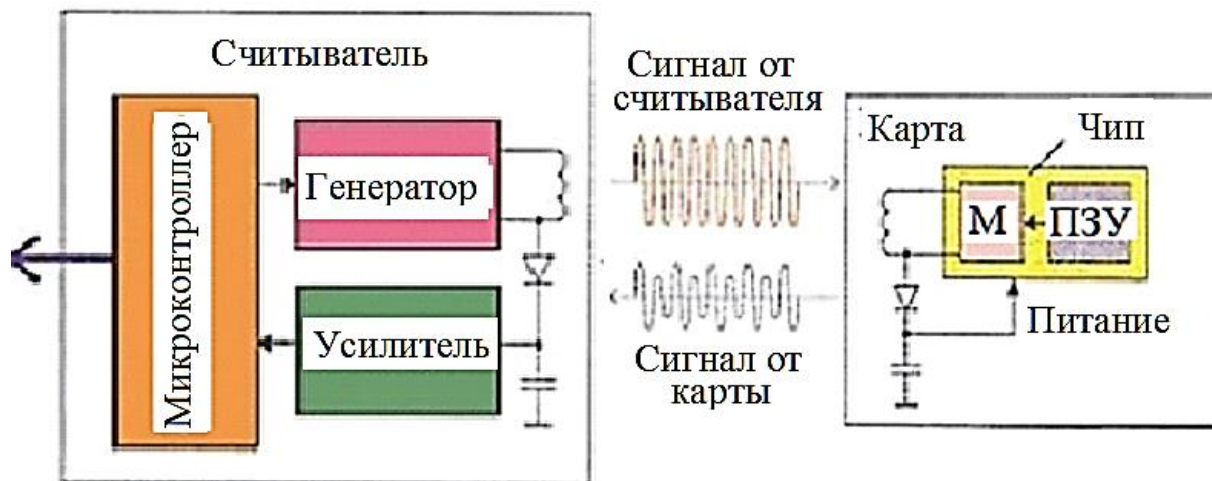 Считыватель
Микроконтроллер
Генератор
Усилитель
Сигнал от
считывателя
Сигнал от
карты
Карта
Чип
М
ПЗУ
Питание